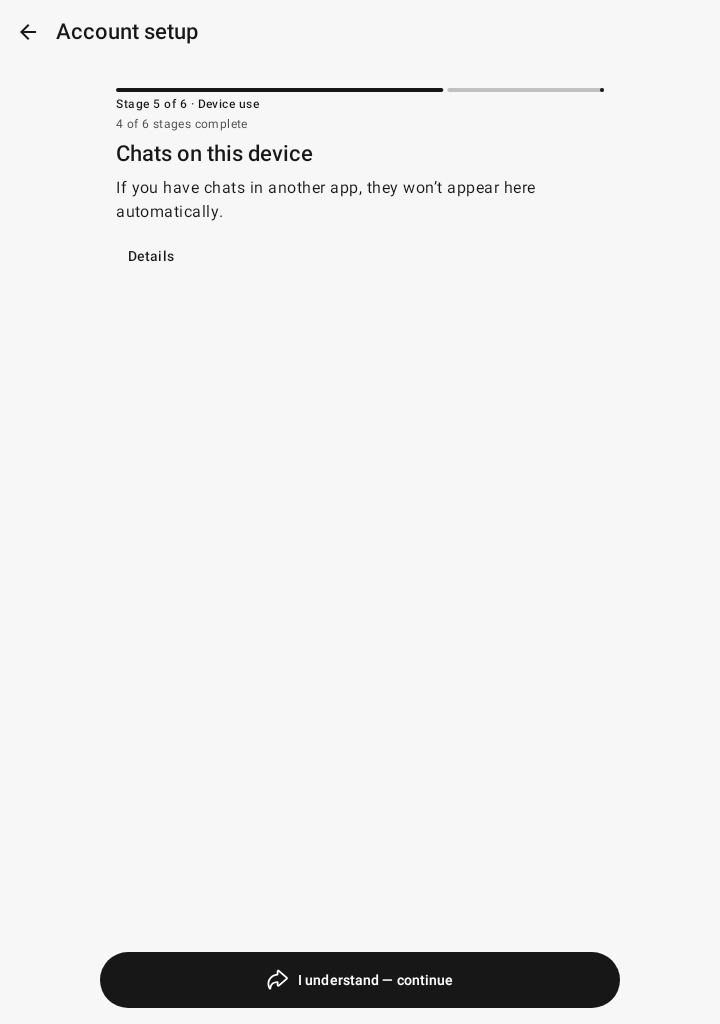 Account setup
Stage 5 of 6 · Device use
4 of 6 stages complete
Chats on this device
If you have chats in another app, they won’t appear here
automatically.
Details
I understand — continue